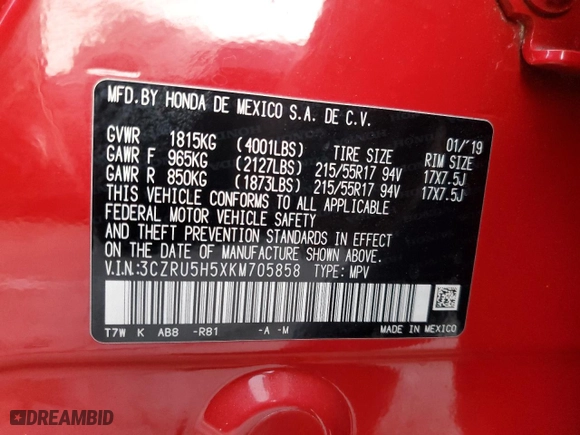 MFD. BY HONDA DE MEXICO S.A. DE C.V.
GVWR 1815KG (4001LBS) TIRE SIZE 01/'19 RIM SIZE
GAWR F 965KG (2127LBS) 215/55R17 94V 17X7.5J
GAWR R 850KG (1873LBS) 215/55R17 94V 17X7.5J
THIS VEHICLE CONFORMS TO ALL APPLICABLE
FEDERAL MOTOR VEHICLE SAFETY
AND THEFT PREVENTION STANDARDS IN EFFECT
ON THE DATE OF MANUFACTURE SHOWN ABOVE.
V.I.N.:3CZRU5H5XKM705858 TYPE: MPV
T7W K AB8 -R81 -A -M MADE IN MEXICO
DREAMBID